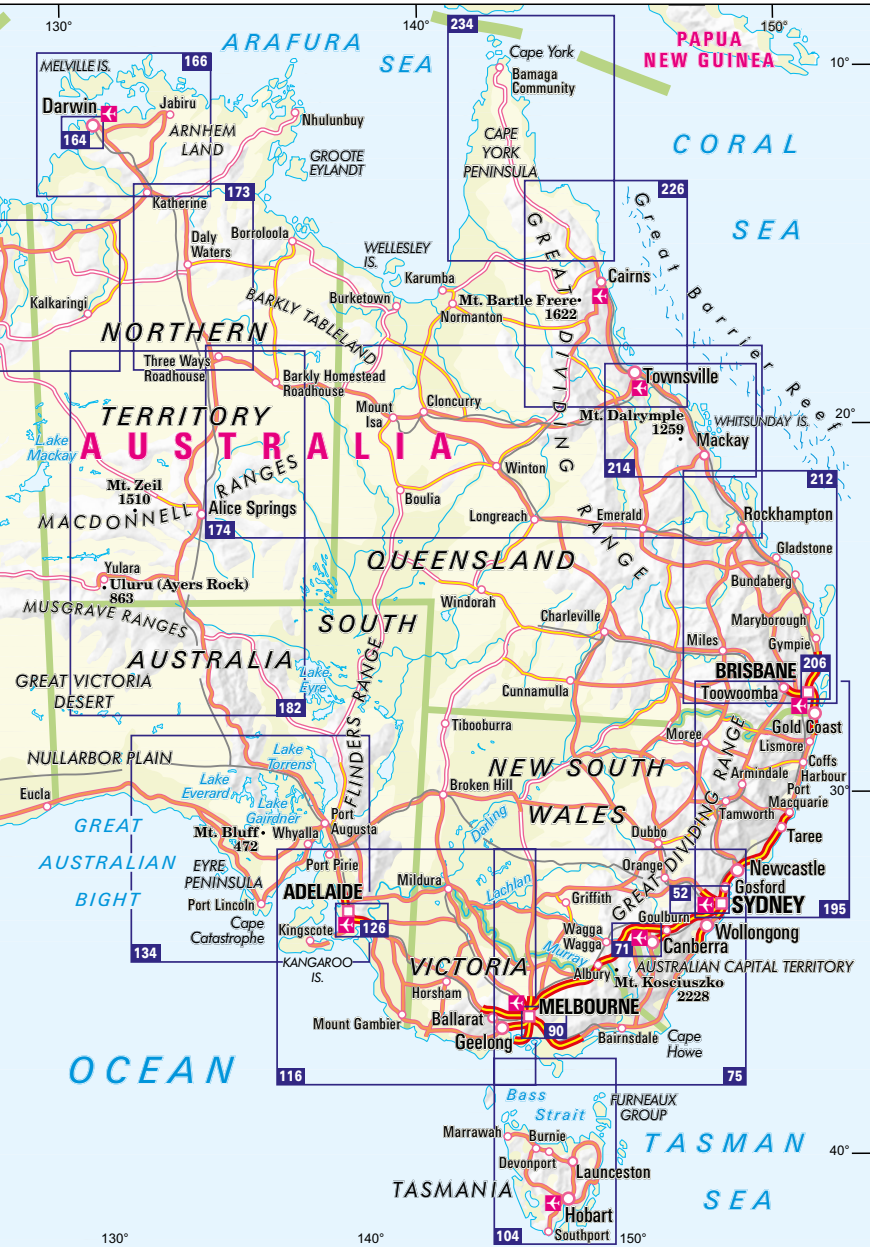 130°
140°
150°
234
ARAFURA
SEA
PAPUA
NEW GUINEA
10°
MELVILLE IS.
166
Cape York
Bamaga
Community
Darwin
Jabiru
Nhulunbuy
164
ARNHEM
LAND
GROOTE
EYLANDT
CAPE
YORK
PENINSULA
CORAL
SEA
173
226
Katherine
Great Barrier Reef
Daly
Waters
Borroloola
WELLESLEY
IS.
Karumba
Cairns
Kalkaringi
Burketown
Mt. Bartle Frere
1622
Normanton
BARKLY TABLELAND
NORTHERN
TERRITORY
GREAT DIVIDING RANGE
Three Ways
Roadhouse
Barkly Homestead
Roadhouse
Townsville
Mount
Isa
Cloncurry
Mt. Dalrymple
1259
WHITSUNDAY IS.
20°
Mackay
AUSTRALIA
Lake
Mackay
Winton
214
212
Mt. Zeil
1510
MACDONNELL RANGES
Alice Springs
Boulia
174
Longreach
Emerald
Rockhampton
Gladstone
QUEENSLAND
Yulara
Uluru (Ayers Rock)
863
Bundaberg
MUSGRAVE RANGES
Windorah
Charleville
Maryborough
Gympie
SOUTH
AUSTRALIA
Miles
BRISBANE
206
GREAT VICTORIA
DESERT
Lake
Eyre
182
Cunnamulla
Toowoomba
Gold Coast
Tibooburra
Moree
Lismore
NULLARBOR PLAIN
Lake
Torrens
FLINDERS RANGE
NEW SOUTH
WALES
GREAT DIVIDING RANGE
Armindale
Coffs
Harbour
Eucla
Lake
Everard
Lake
Gairdner
Broken Hill
Port
Macquarie
30°
Darling
Tamworth
GREAT
AUSTRALIAN
BIGHT
Mt. Bluff
472
Whyalla
Port
Augusta
Dubbo
Taree
Port Pirie
Orange
EYRE
PENINSULA
Mildura
Lachlan
Newcastle
Gosford
ADELAIDE
Port Lincoln
Griffith
52
SYDNEY
195
Cape
Catastrophe
Kingscote
126
Wagga
Wagga
Goulburn
Wollongong
71
Canberra
134
KANGAROO
IS.
VICTORIA
Murray
Albury
AUSTRALIAN CAPITAL TERRITORY
Mt. Kosciuszko
2228
Horsham
MELBOURNE
Mount Gambier
Ballarat
90
Geelong
Bairnsdale
Cape
Howe
OCEAN
116
75
Bass
Strait
FURNEAUX
GROUP
Marrawah
Burnie
TASMAN
SEA
40°
Devonport
Launceston
TASMANIA
Hobart
104
Southport
130°
140°
150°